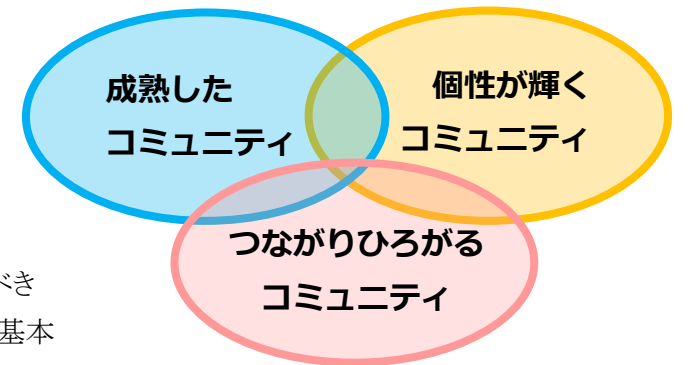 成熟した
コミュニティ
個性が輝く
コミュニティ
つながりひろがる
コミュニティ
べき
基本